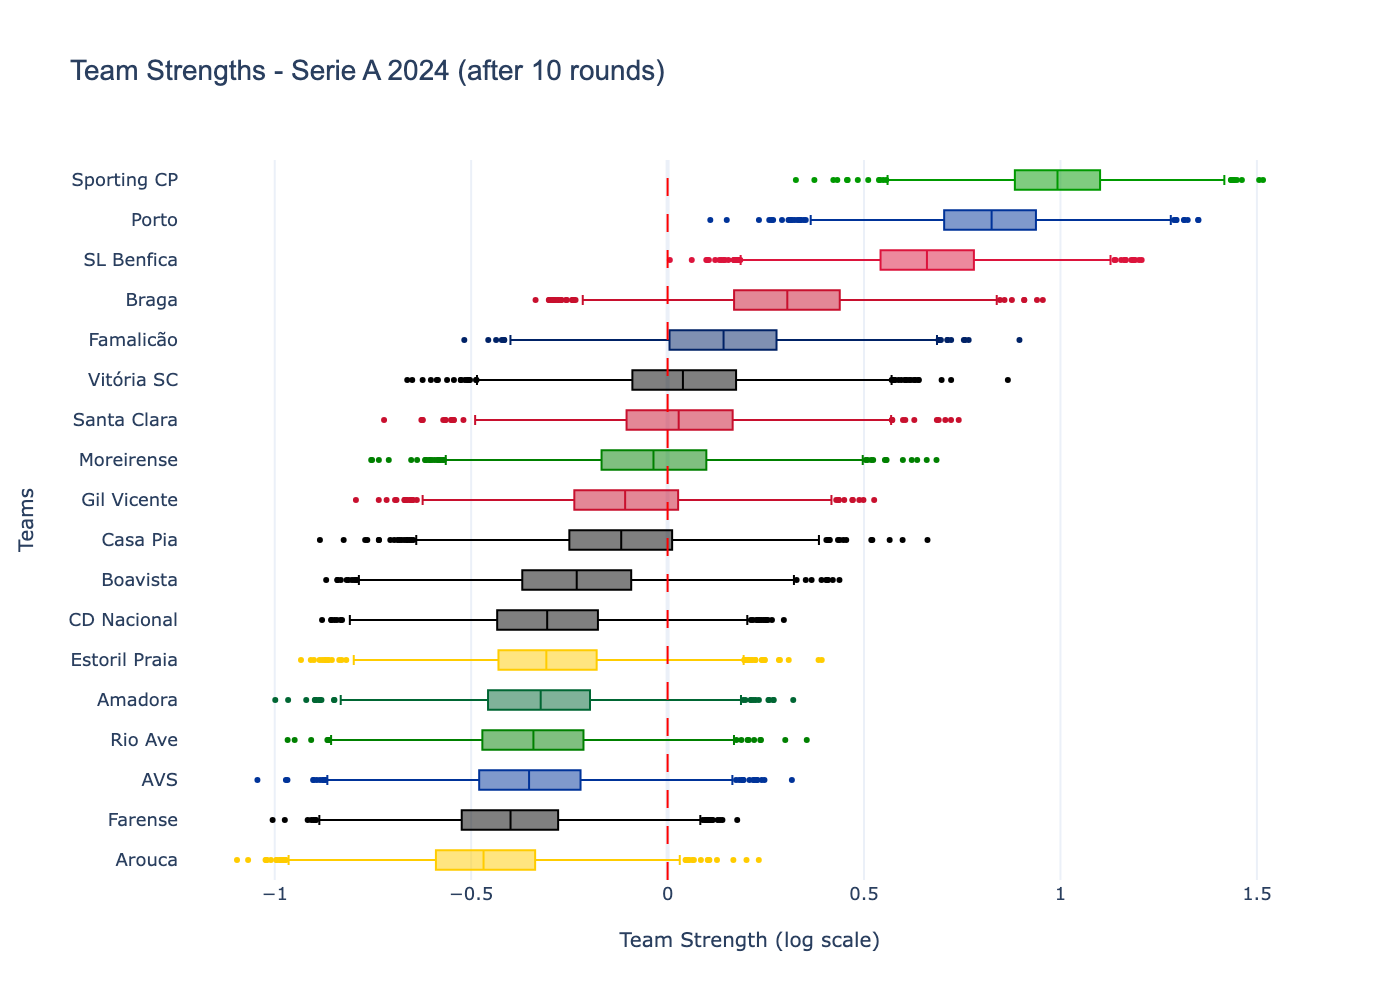 Team Strengths - Serie A 2024 (after 10 rounds)
Sporting CP
Porto
SL Benfica
Braga
Famalicão
Vitória SC
Santa Clara
Moreirense
Gil Vicente
Casa Pia
Boavista
CD Nacional
Estoril Praia
Amadora
Rio Ave
AVS
Farense
Arouca
Teams
−1 −0.5 0 0.5 1 1.5
Team Strength (log scale)